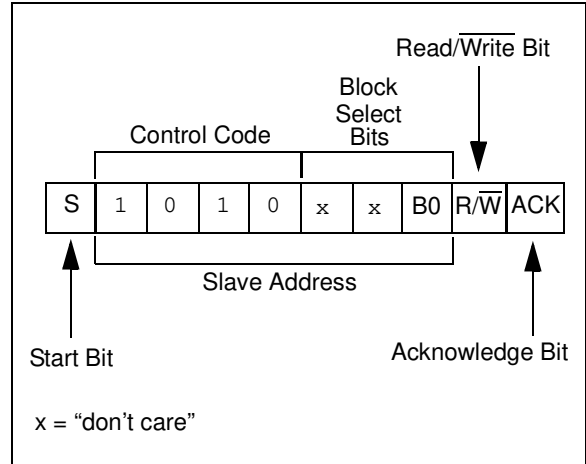 Read/Write Bit
Block
Select
Bits
Control Code
S 1 0 1 0 x x B0 R/W ACK
Slave Address
Start Bit
Acknowledge Bit
x = “don’t care”